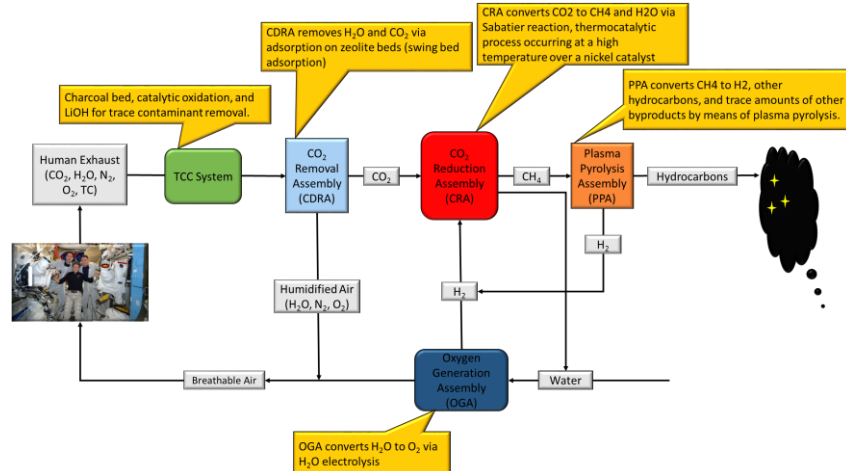 CDRA removes H₂O and CO₂ via
adsorption on zeolite beds (swing bed
adsorption)
CRA converts CO2 to CH4 and H2O via
Sabatier reaction, thermocatalytic
process occurring at a high
temperature over a nickel catalyst
Charcoal bed, catalytic oxidation, and
LiOH for trace contaminant removal.
PPA converts CH4 to H2, other
hydrocarbons, and trace amounts of other
byproducts by means of plasma pyrolysis.
Human Exhaust
(CO₂, H₂O, N₂,
O₂, TC)
TCC System
CO₂
Removal
Assembly
(CDRA)
CO₂
CO₂
Reduction
Assembly
(CRA)
CH₄
Plasma
Pyrolysis
Assembly
(PPA)
Hydrocarbons
H₂
Humidified Air
(H₂O, N₂, O₂)
H₂
Breathable Air
Oxygen
Generation
Assembly
(OGA)
Water
OGA converts H₂O to O₂ via
H₂O electrolysis